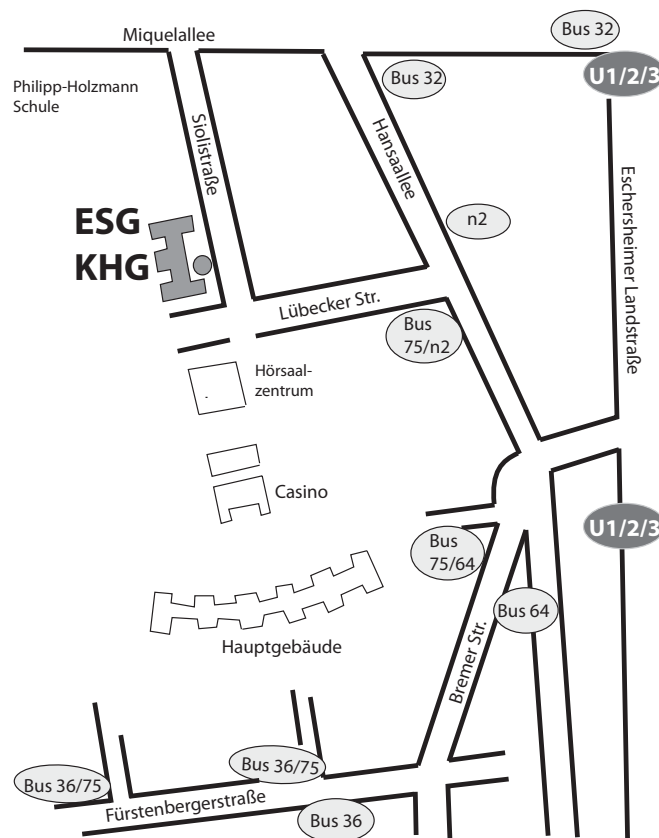 Miquelallee
Bus 32
U1/2/3
Bus 32
Philipp-Holzmann
Schule
Siolistraße
Hansaallee
Eschersheimer Landstraße
ESG
KHG
n2
Lübecker Str.
Bus
75/n2
Hörsaal-
zentrum
Casino
U1/2/3
Bus
75/64
Bus 64
Bremer Str.
Hauptgebäude
Bus 36/75
Bus 36/75
Fürstenbergerstraße
Bus 36